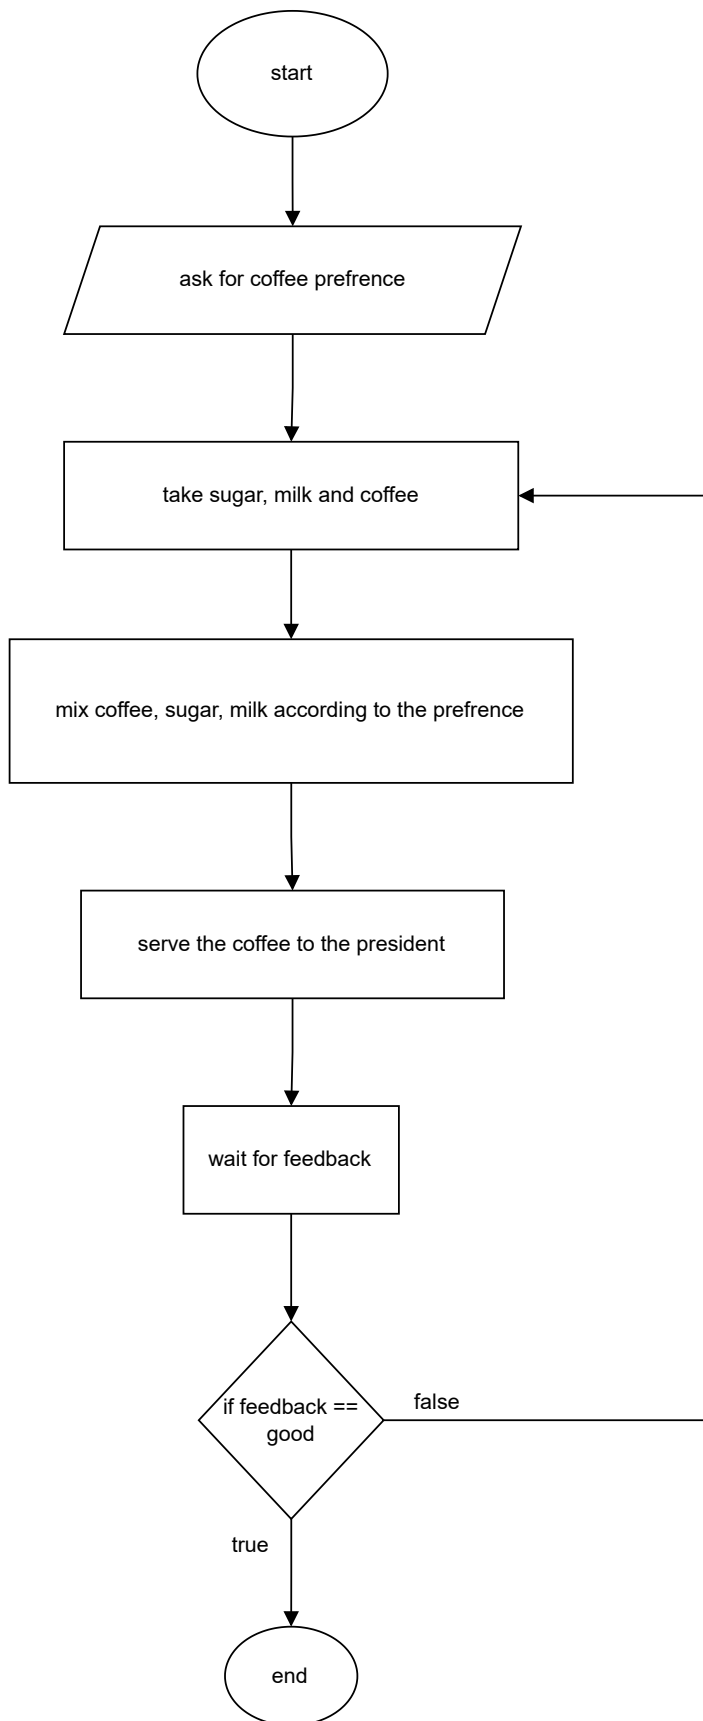 start
ask for coffee prefrence
take sugar, milk and coffee
mix coffee, sugar, milk according to the prefrence
serve the coffee to the president
wait for feedback
if feedback ==
good
false
true
end